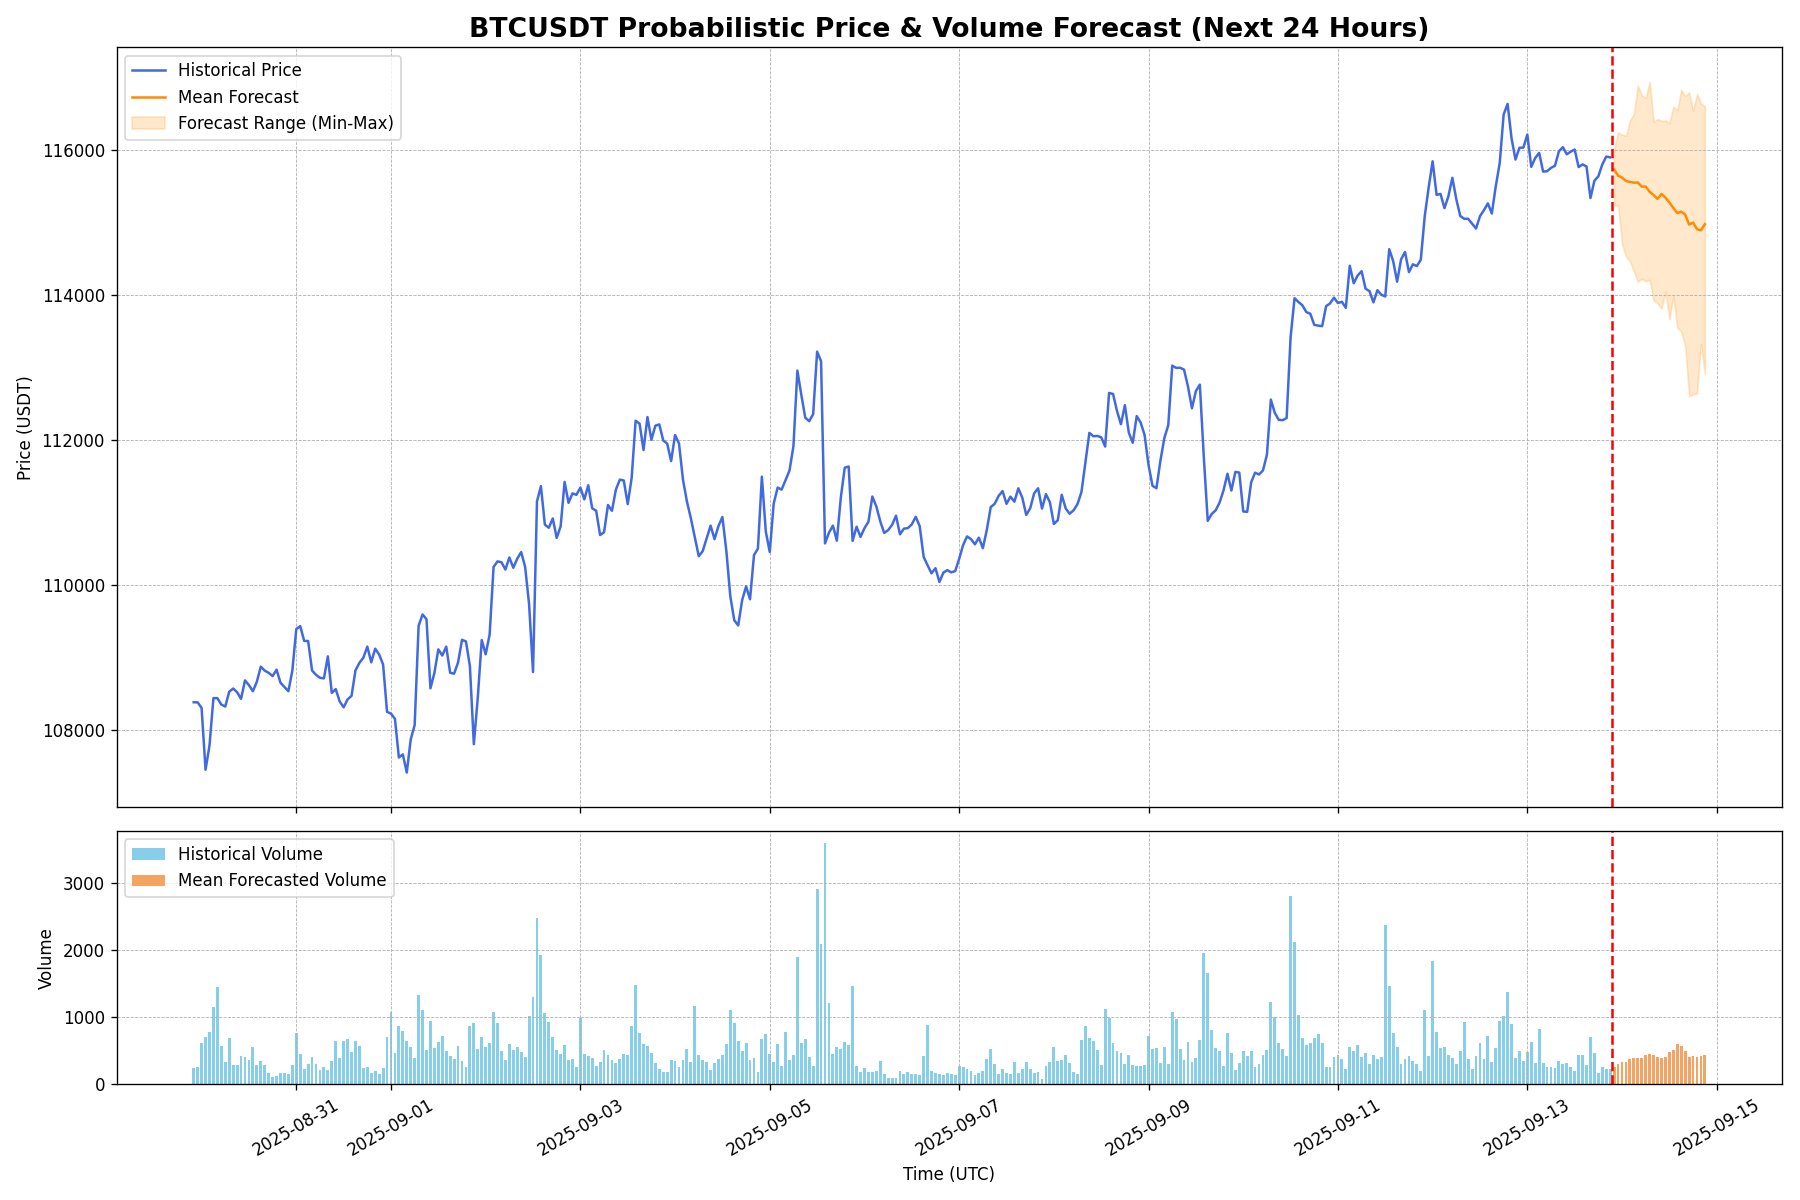 BTCUSDT Probabilistic Price & Volume Forecast (Next 24 Hours)
Historical Price
Mean Forecast
Forecast Range (Min-Max)
116000
114000
112000
110000
108000
Price (USDT)
Historical Volume
Mean Forecasted Volume
3000
2000
1000
0
Volume
2025-08-31
2025-09-01
2025-09-03
2025-09-05
2025-09-07
2025-09-09
2025-09-11
2025-09-13
2025-09-15
Time (UTC)